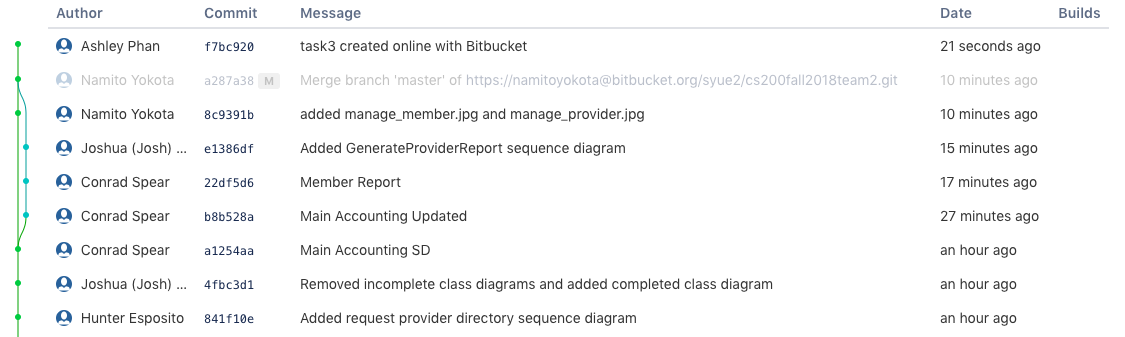 Author Commit Message Date Builds
Ashley Phan f7bc920 task3 created online with Bitbucket 21 seconds ago
Namito Yokota a287a38 M Merge branch 'master' of https://namitoyokota@bitbucket.org/syue2/cs200fall2018team2.git 10 minutes ago
Namito Yokota 8c9391b added manage_member.jpg and manage_provider.jpg 10 minutes ago
Joshua (Josh) ... e1386df Added GenerateProviderReport sequence diagram 15 minutes ago
Conrad Spear 22df5d6 Member Report 17 minutes ago
Conrad Spear b8b528a Main Accounting Updated 27 minutes ago
Conrad Spear a1254aa Main Accounting SD an hour ago
Joshua (Josh) ... 4fbc3d1 Removed incomplete class diagrams and added completed class diagram an hour ago
Hunter Esposito 841f10e Added request provider directory sequence diagram an hour ago